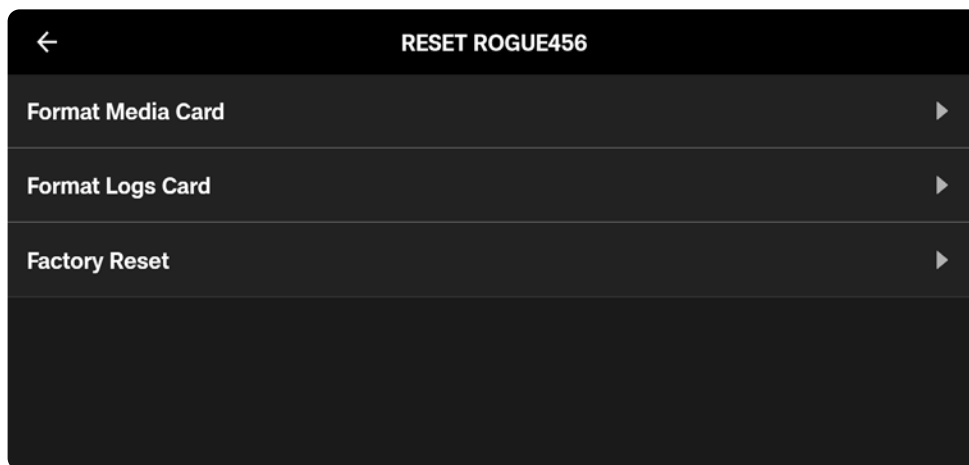 RESET ROGUE456
Format Media Card
Format Logs Card
Factory Reset